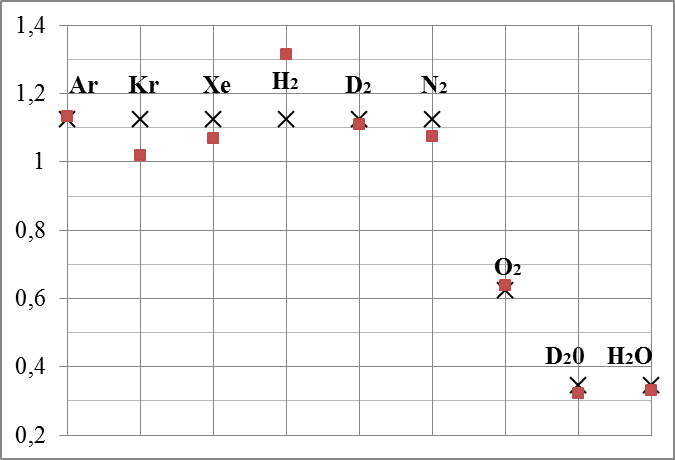 1,4
Ar Kr Xe H₂ D₂ N₂
1,2
1
0,8
O₂
0,6
D₂0 H₂O
0,4
0,2